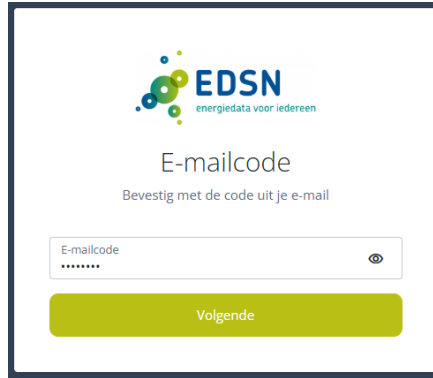 EDSN
energiedata voor iedereen
E-mailcode
Bevestig met de code uit je e-mail
E-mailcode
••••••••
Volgende